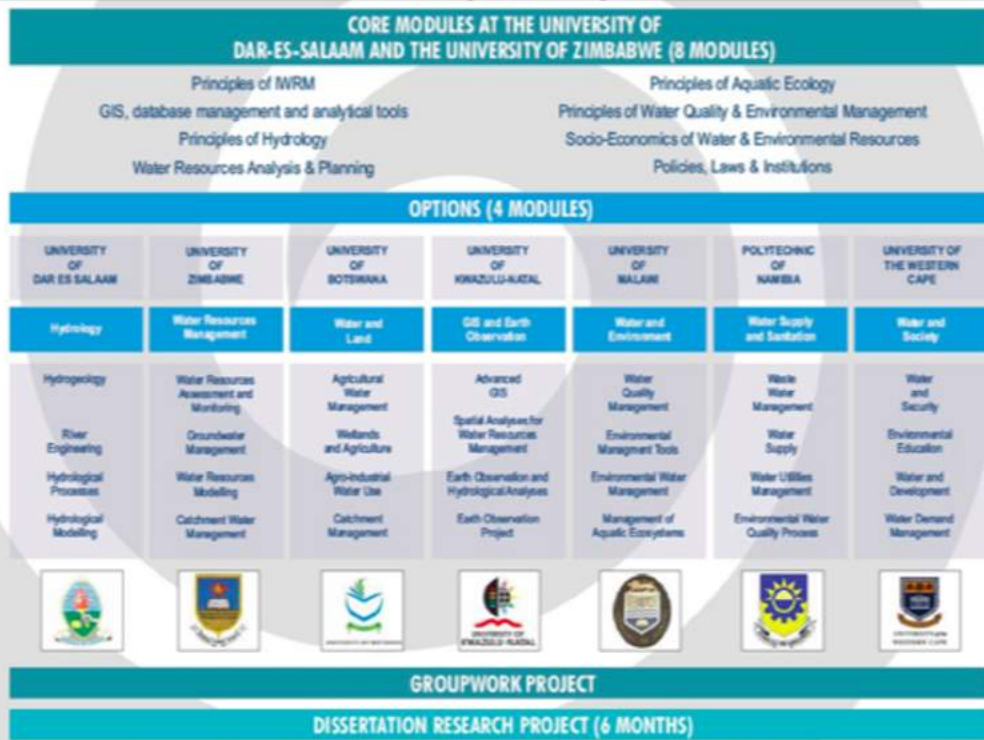 CORE MODULES AT THE UNIVERSITY OF
DAR-ES-SALAAM AND THE UNIVERSITY OF ZIMBABWE (8 MODULES)
Principles of IWRM
GIS, database management and analytical tools
Principles of Hydrology
Water Resources Analysis & Planning
Principles of Aquatic Ecology
Principles of Water Quality & Environmental Management
Socio-Economics of Water & Environmental Resources
Policies, Laws & Institutions
OPTIONS (4 MODULES)
UNIVERSITY
OF
DAR ES SALAAM
Hydrology
Hydrogeology
River
Engineering
Hydrological
Processes
Hydrological
Modelling
UNIVERSITY
OF
ZIMBABWE
Water Resources
Management
Water Resources
Assessment and
Monitoring
Groundwater
Management
Water Resources
Modelling
Catchment Water
Management
UNIVERSITY
OF
BOTSWANA
Water and
Land
Agricultural
Water
Management
Wetlands
and Agriculture
Agro-industrial
Water Use
Catchment
Management
UNIVERSITY
OF
KWAZULU-NATAL
GIS and Earth
Observation
Advanced
GIS
Spatial Analyses for
Water Resources
Management
Earth Observation and
Hydrological Analyses
Earth Observation
Project
UNIVERSITY OF
KWAZULU-NATAL
UNIVERSITY
OF
MALAWI
Water and
Environment
Water
Quality
Management
Environmental
Managment Tools
Environmental Water
Management
Management of
Aquatic Ecosystems
POLYTECHNIC
OF
NAMIBIA
Water Supply
and Sanitation
Waste
Water
Management
Water
Supply
Water Utilities
Management
Environmental Water
Quality Process
UNIVERSITY OF
THE WESTERN
CAPE
Water and
Society
Water
and
Security
Environmental
Education
Water and
Development
Water Demand
Management
UNIVERSITY of the
WESTERN CAPE
GROUPWORK PROJECT
DISSERTATION RESEARCH PROJECT (6 MONTHS)